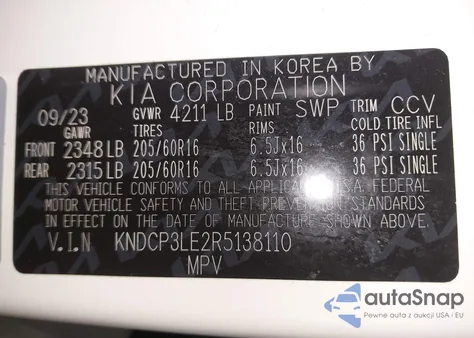 MANUFACTURED IN KOREA BY
KIA CORPORATION
09/23 GVWR 4211 LB PAINT SWP TRIM CCV
GAWR TIRES RIMS COLD TIRE INFL
FRONT 2348 LB 205/60R16 6.5Jx16 36 PSI SINGLE
REAR 2315 LB 205/60R16 6.5Jx16 36 PSI SINGLE
THIS VEHICLE CONFORMS TO ALL APPLICABLE U.S.A. FEDERAL
MOTOR VEHICLE SAFETY AND THEFT PREVENTION STANDARDS
IN EFFECT ON THE DATE OF MANUFACTURE SHOWN ABOVE.
V.I.N KNDCP3LE2R5138110
MPV
autaSnap
Pewne auta z aukcji USA i EU